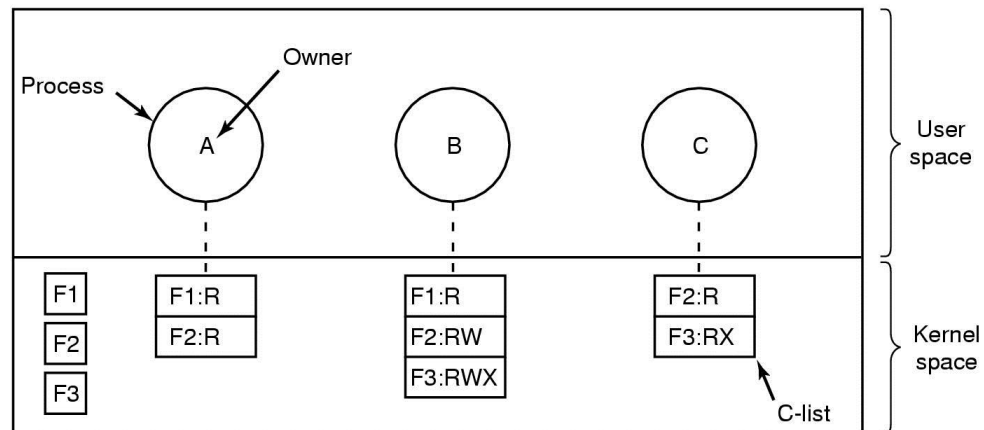 Owner
Process
A
B
C
User
space
F1
F2
F3
F1:R
F2:R
F1:R
F2:RW
F3:RWX
F2:R
F3:RX
C-list
Kernel
space